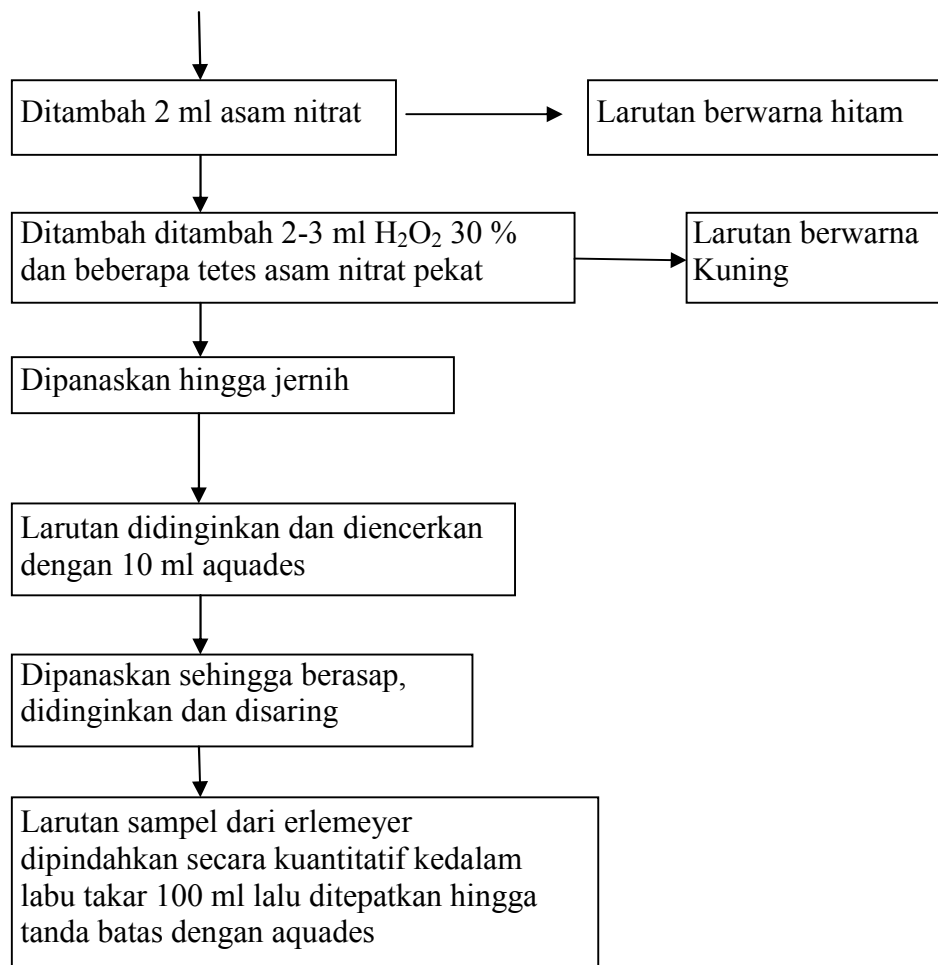 Ditambah 2 ml asam nitrat
Larutan berwarna hitam
Ditambah ditambah 2-3 ml H₂O₂ 30 %
dan beberapa tetes asam nitrat pekat
Larutan berwarna
Kuning
Dipanaskan hingga jernih
Larutan didinginkan dan diencerkan
dengan 10 ml aquades
Dipanaskan sehingga berasap,
didinginkan dan disaring
Larutan sampel dari erlemeyer
dipindahkan secara kuantitatif kedalam
labu takar 100 ml lalu ditepatkan hingga
tanda batas dengan aquades